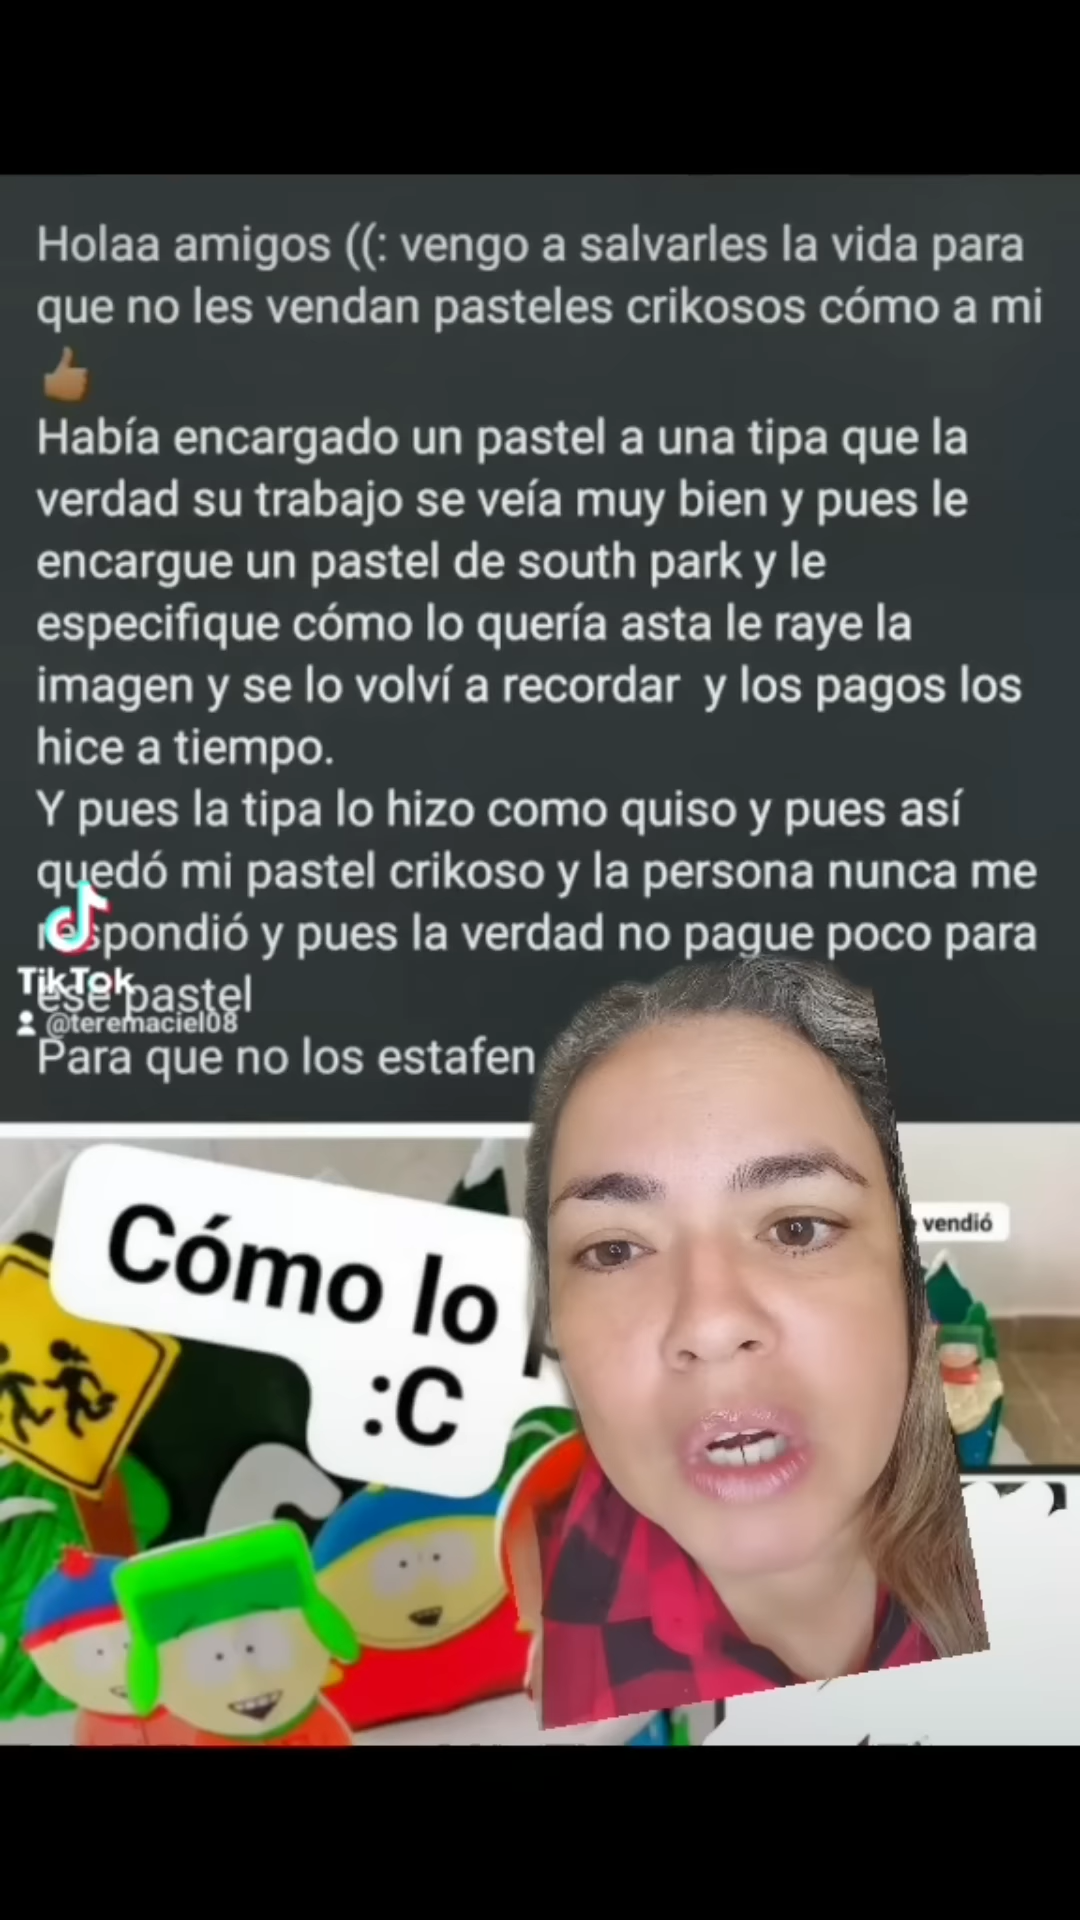 Holaa amigos ((: vengo a salvarles la vida para
que no les vendan pasteles crikosos cómo a mi
👍🏽
Había encargado un pastel a una tipa que la
verdad su trabajo se veía muy bien y pues le
encargue un pastel de south park y le
especifique cómo lo quería asta le raye la
imagen y se lo volví a recordar y los pagos los
hice a tiempo.
Y pues la tipa lo hizo como quiso y pues así
quedó mi pastel crikoso y la persona nunca me
respondió y pues la verdad no pague poco para
ese pastel
Para que no los estafen
TikTok
@teremaciel08
Cómo lo
:C
vendió